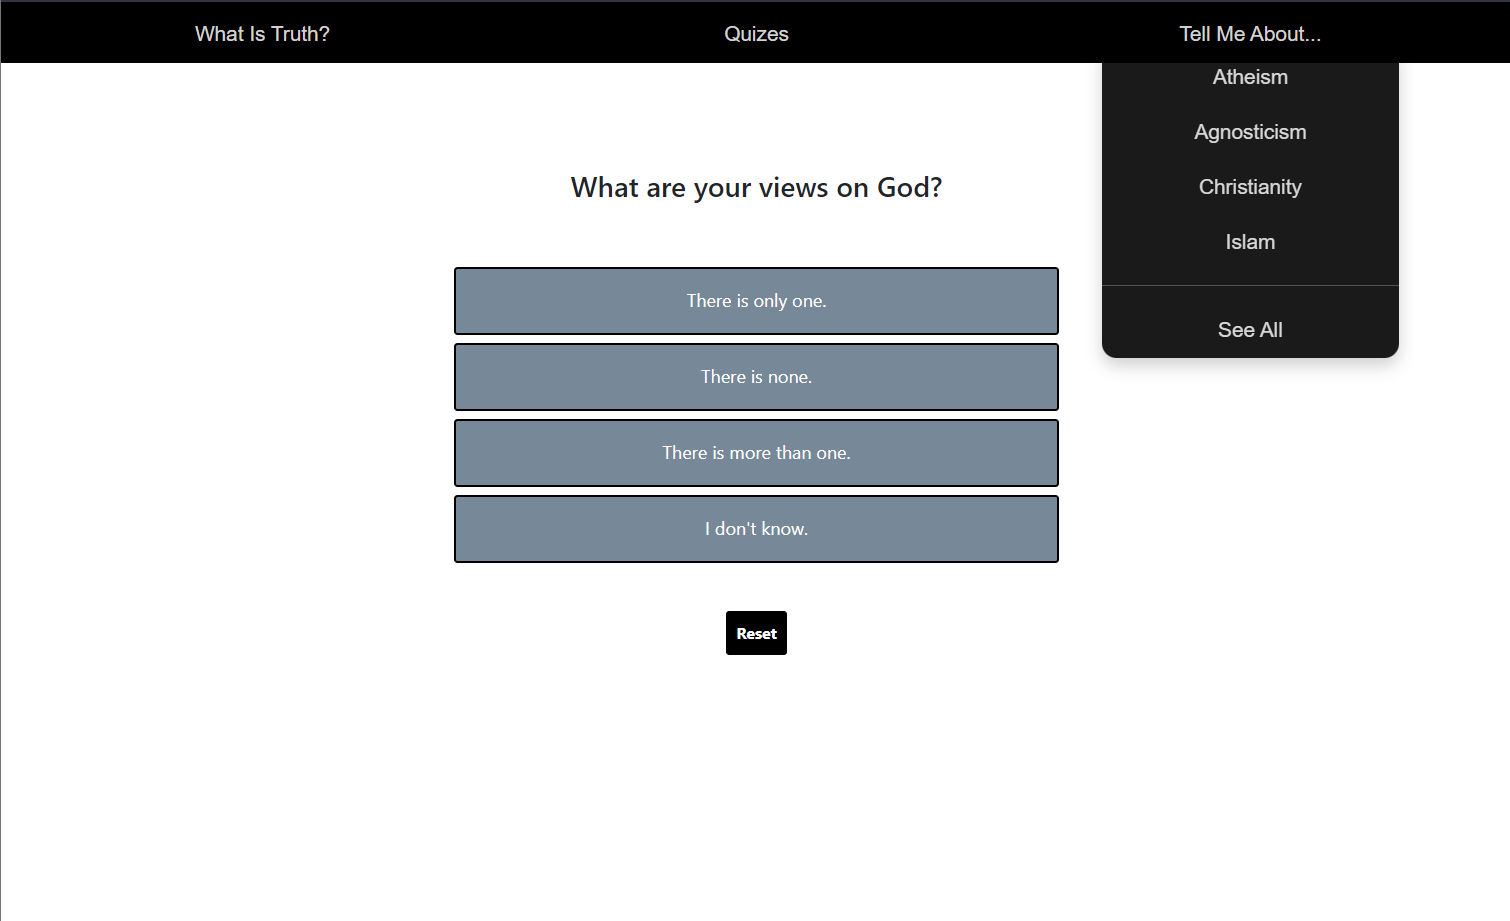 What Is Truth?
Quizes
Tell Me About...
Atheism
Agnosticism
Christianity
Islam
See All
What are your views on God?
There is only one.
There is none.
There is more than one.
I don't know.
Reset